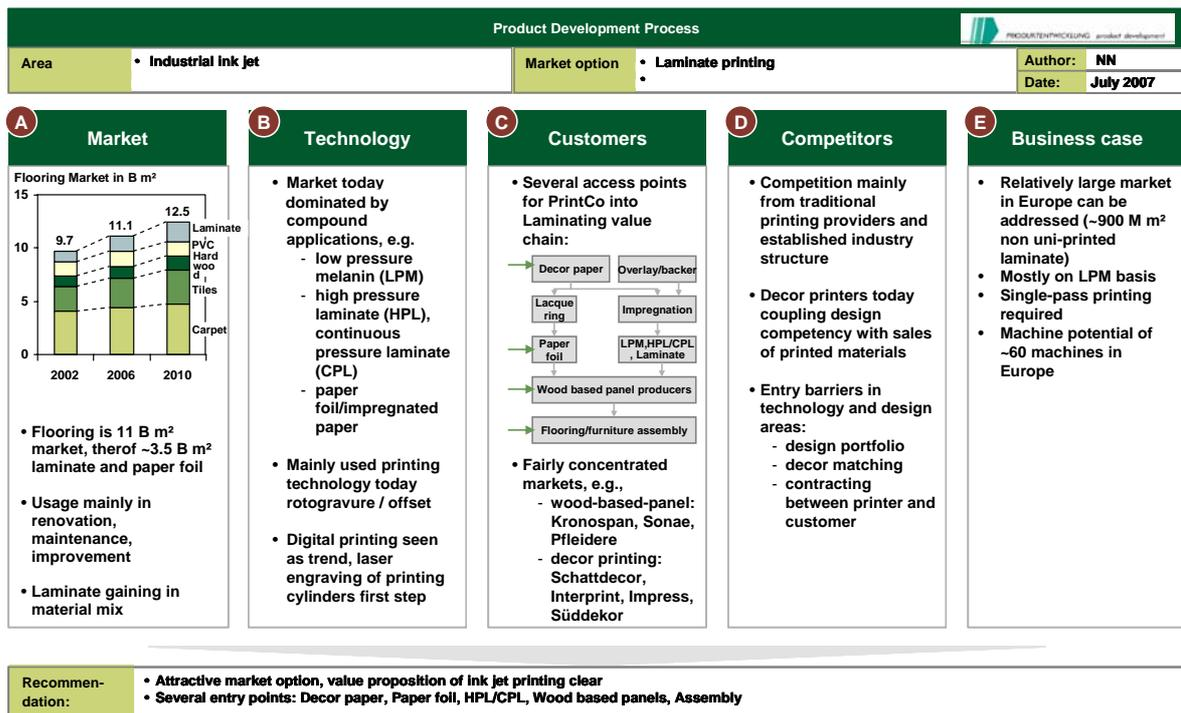 Product Development Process
PRODUKTENTWICKLUNG product development
Area
• Industrial ink jet
Market option
• Laminate printing
•
Author: NN
Date: July 2007
A
Market
Flooring Market in B m²
15
10
5
0
9.7
11.1
12.5
Laminate
PVC
Hard
woo
d
Tiles
Carpet
2002 2006 2010
• Flooring is 11 B m²
market, therof ~3.5 B m²
laminate and paper foil
• Usage mainly in
renovation,
maintenance,
improvement
• Laminate gaining in
material mix
B
Technology
• Market today
dominated by
compound
applications, e.g.
- low pressure
melanin (LPM)
- high pressure
laminate (HPL),
continuous
pressure laminate
(CPL)
- paper
foil/impregnated
paper
• Mainly used printing
technology today
rotogravure / offset
• Digital printing seen
as trend, laser
engraving of printing
cylinders first step
C
Customers
• Several access points
for PrintCo into
Laminating value
chain:
Decor paper
Overlay/backer
Lacque
ring
Impregnation
Paper
foil
LPM,HPL/CPL
, Laminate
Wood based panel producers
Flooring/furniture assembly
• Fairly concentrated
markets, e.g.,
- wood-based-panel:
Kronospan, Sonae,
Pfleidere
- decor printing:
Schattdecor,
Interprint, Impress,
Süddekor
D
Competitors
• Competition mainly
from traditional
printing providers and
established industry
structure
• Decor printers today
coupling design
competency with sales
of printed materials
• Entry barriers in
technology and design
areas:
- design portfolio
- decor matching
- contracting
between printer and
customer
E
Business case
• Relatively large market
in Europe can be
addressed (~900 M m²
non uni-printed
laminate)
• Mostly on LPM basis
• Single-pass printing
required
• Machine potential of
~60 machines in
Europe
Recommen-
dation:
• Attractive market option, value proposition of ink jet printing clear
• Several entry points: Decor paper, Paper foil, HPL/CPL, Wood based panels, Assembly